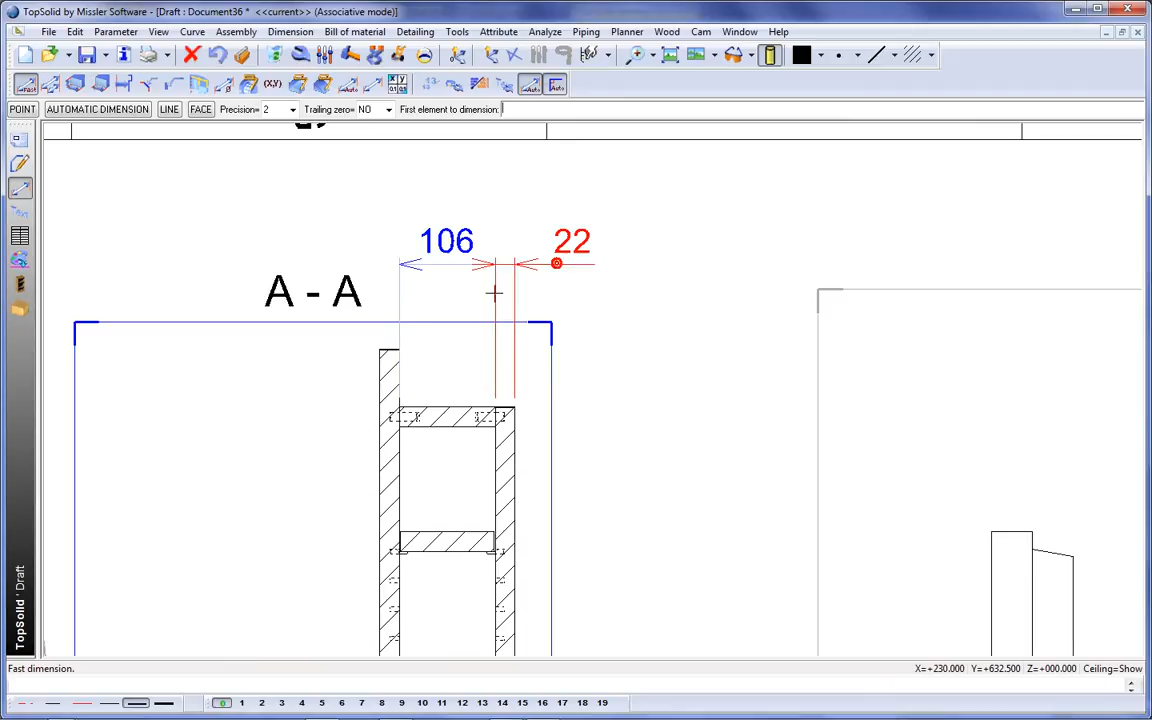 TopSolid by Missler Software - [Draft : Document36 *  <<current>> (Associative mode)]
File Edit Parameter View Curve Assembly Dimension Bill of material Detailing Tools Attribute Analyze Piping Planner Wood Cam Window Help
POINT AUTOMATIC DIMENSION LINE FACE Precision= 2 Trailing zero= NO First element to dimension:
106 22
A - A
TopSolid'Draft
Fast dimension. X=+230.000 Y=+632.500 Z=+000.000 Ceiling=Show
0 1 2 3 4 5 6 7 8 9 10 11 12 13 14 15 16 17 18 19